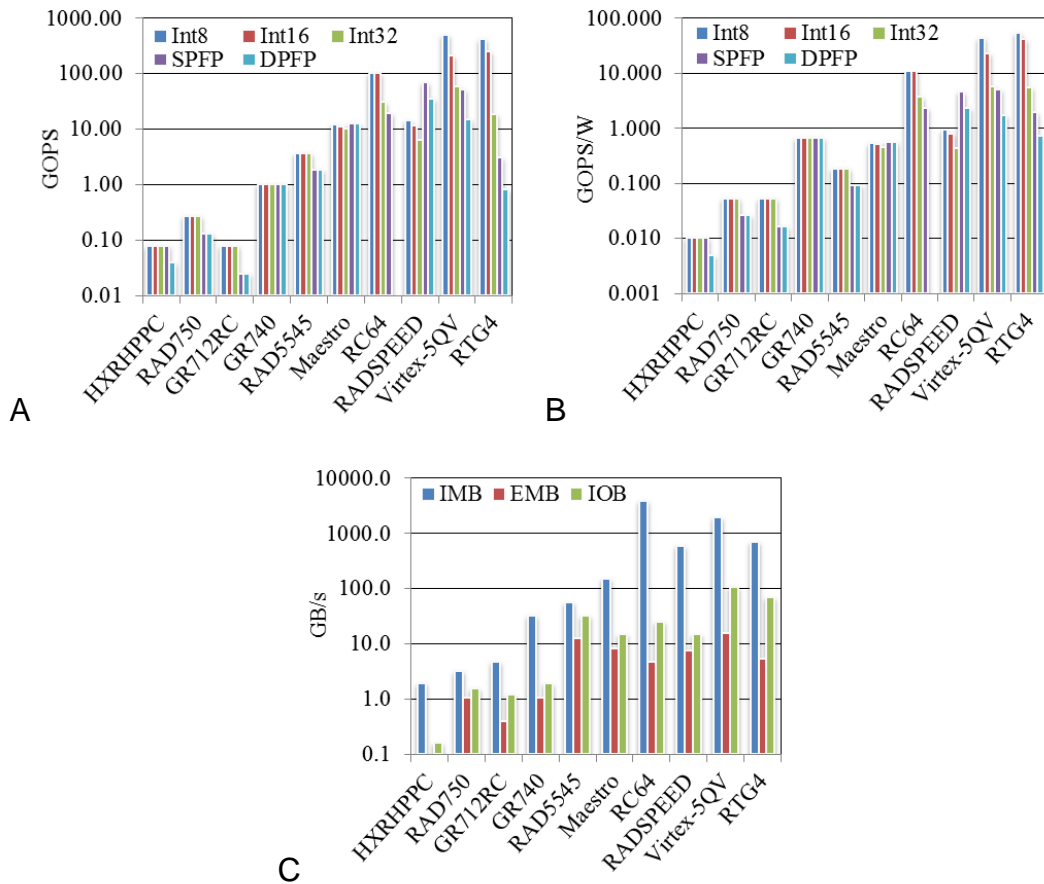 1000.00
100.00
10.00
1.00
0.10
0.01
GOPS
Int8 Int16 Int32
SPFP DPFP
HXRHPPC
RAD750
GR712RC
GR740
RAD5545
Maestro
RC64
RADSPEED
Virtex-5QV
RTG4
A
100.000
10.000
1.000
0.100
0.010
0.001
GOPS/W
Int8 Int16 Int32
SPFP DPFP
HXRHPPC
RAD750
GR712RC
GR740
RAD5545
Maestro
RC64
RADSPEED
Virtex-5QV
RTG4
B
10000.0
1000.0
100.0
10.0
1.0
0.1
GB/s
IMB EMB IOB
HXRHPPC
RAD750
GR712RC
GR740
RAD5545
Maestro
RC64
RADSPEED
Virtex-5QV
RTG4
C